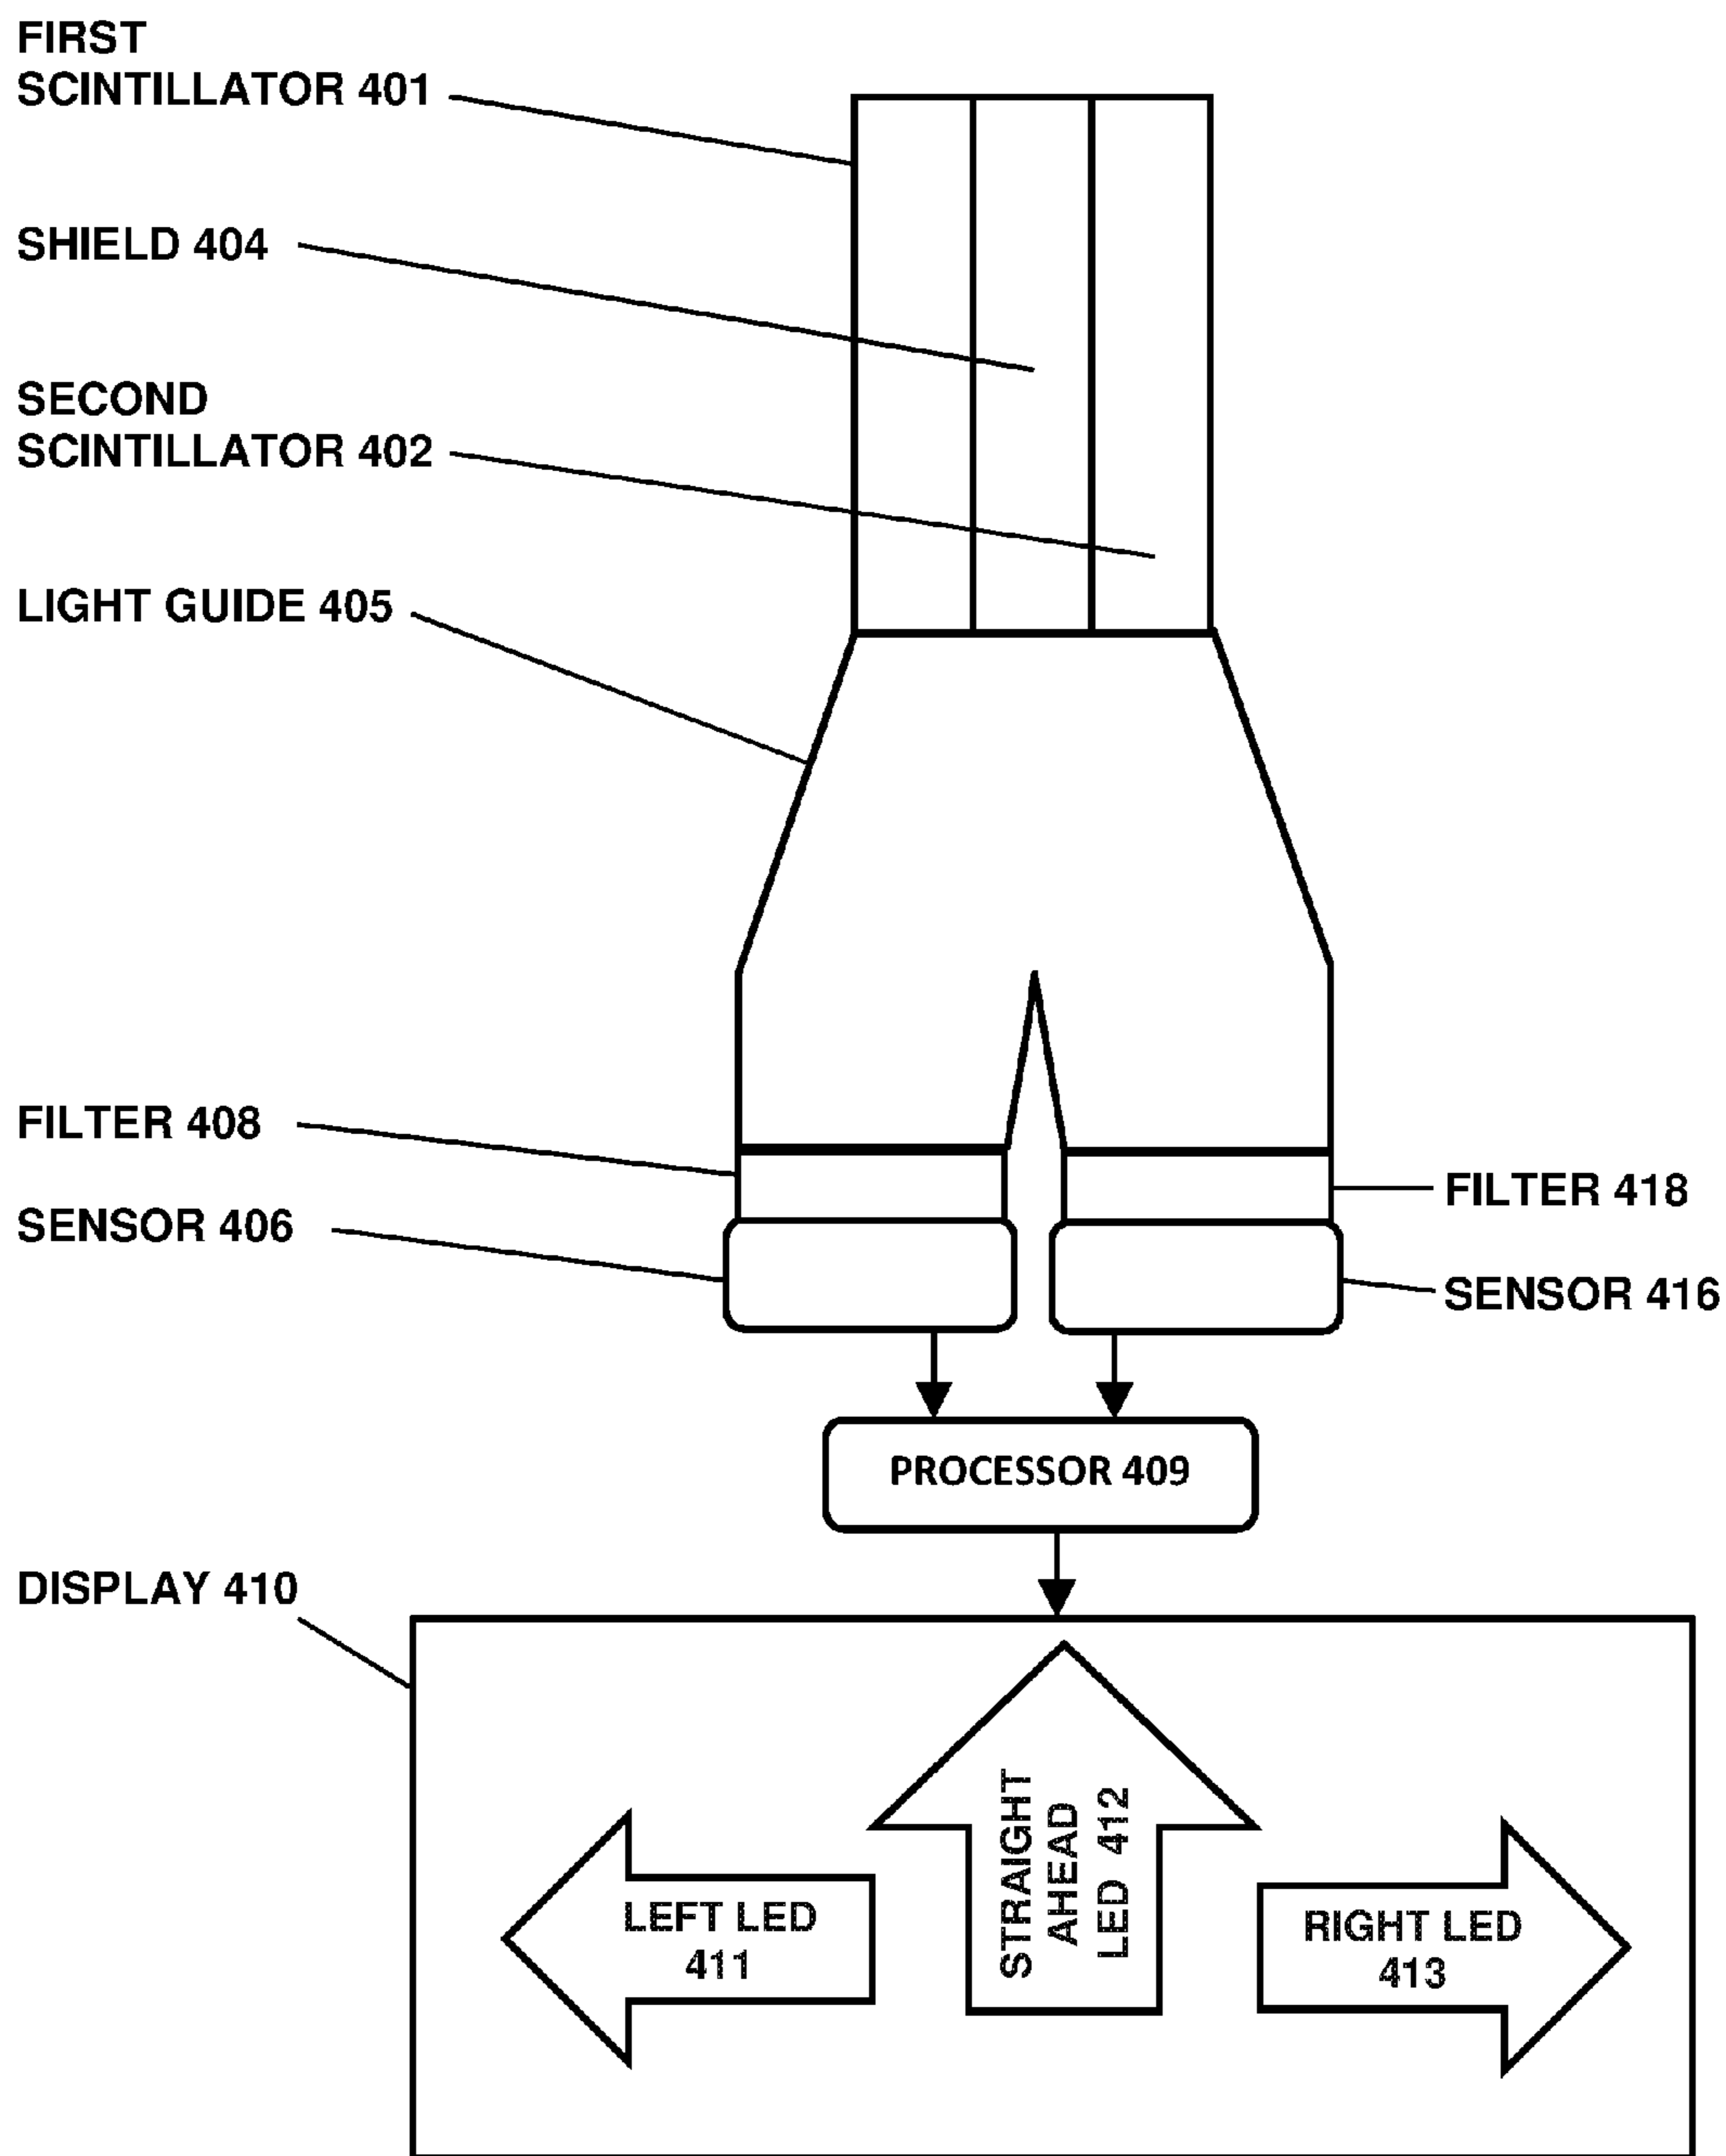 FIRST
SCINTILLATOR 401
SHIELD 404
SECOND
SCINTILLATOR 402
LIGHT GUIDE 405
FILTER 408
FILTER 418
SENSOR 406
SENSOR 416
PROCESSOR 409
DISPLAY 410
LEFT LED
411
STRAIGHT
AHEAD
LED 412
RIGHT LED
413